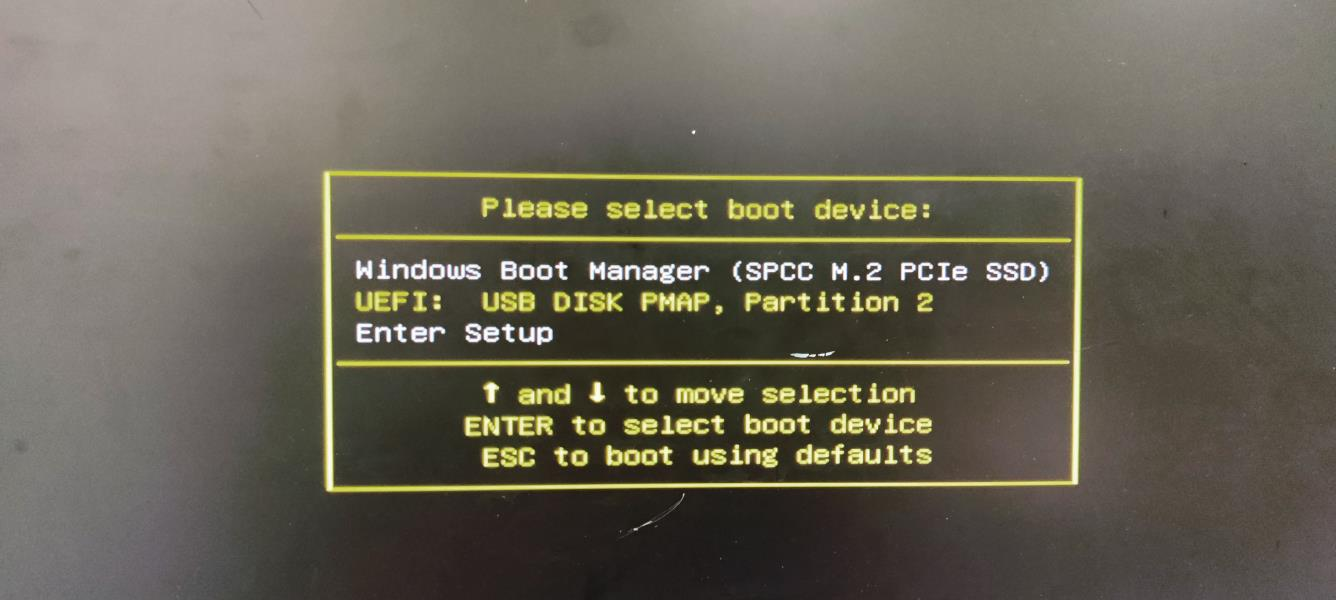 Please select boot device:
Windows Boot Manager (SPCC M.2 PCIe SSD)
UEFI:  USB DISK PMAP, Partition 2
Enter Setup
↑ and ↓ to move selection
ENTER to select boot device
ESC to boot using defaults